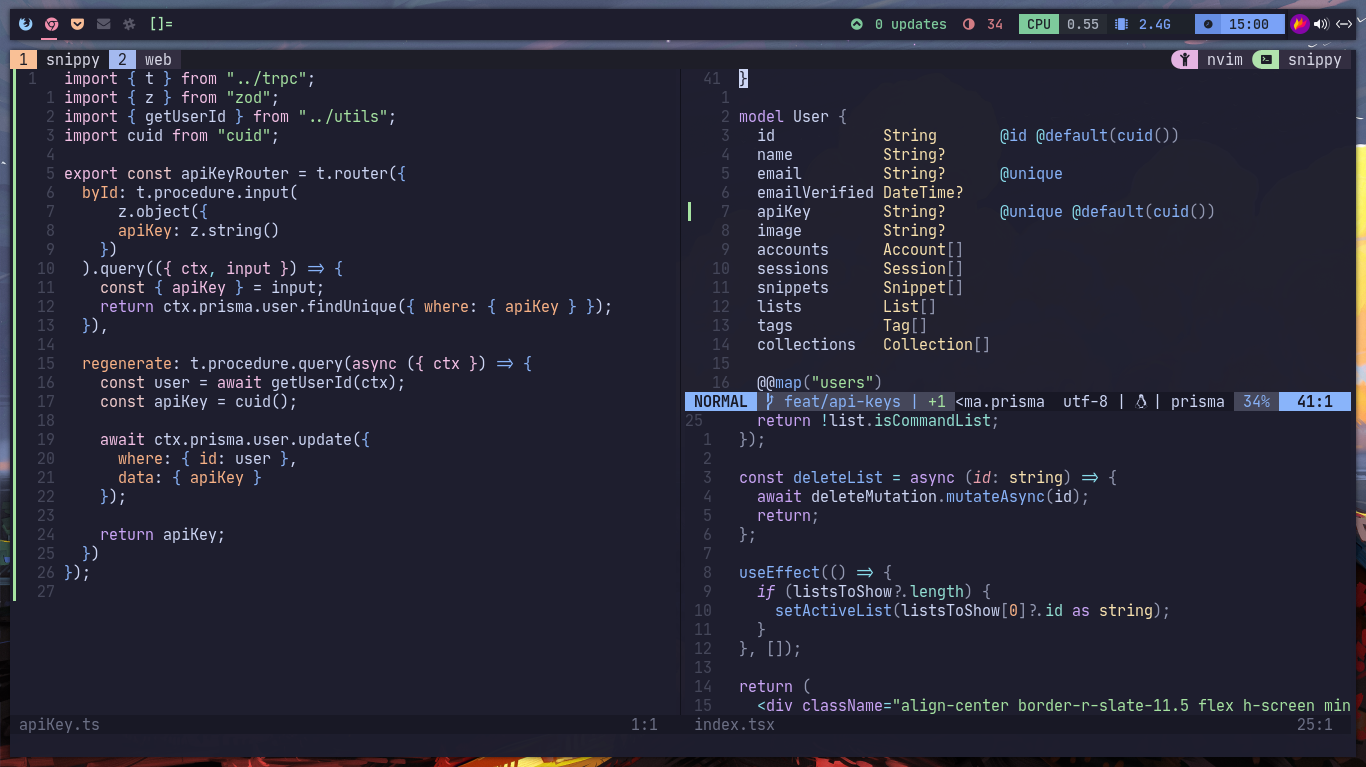 []=
0 updates 34 CPU 0.55 2.4G 15:00
1 snippy 2 web
nvim snippy
1 import { t } from "../trpc";
1 import { z } from "zod";
2 import { getUserId } from "../utils";
3 import cuid from "cuid";
4
5 export const apiKeyRouter = t.router({
6 byId: t.procedure.input(
7 z.object({
8 apiKey: z.string()
9 })
10 ).query(({ ctx, input }) => {
11 const { apiKey } = input;
12 return ctx.prisma.user.findUnique({ where: { apiKey } });
13 }),
14
15 regenerate: t.procedure.query(async ({ ctx }) => {
16 const user = await getUserId(ctx);
17 const apiKey = cuid();
18
19 await ctx.prisma.user.update({
20 where: { id: user },
21 data: { apiKey }
22 });
23
24 return apiKey;
25 })
26 });
27
apiKey.ts 1:1
41 }
1
2 model User {
3 id String @id @default(cuid())
4 name String?
5 email String? @unique
6 emailVerified DateTime?
7 apiKey String? @unique @default(cuid())
8 image String?
9 accounts Account[]
10 sessions Session[]
11 snippets Snippet[]
12 lists List[]
13 tags Tag[]
14 collections Collection[]
15
16 @@map("users")
NORMAL feat/api-keys | +1 <ma.prisma utf-8 | | prisma 34% 41:1
25 return !list.isCommandList;
1 });
2
3 const deleteList = async (id: string) => {
4 await deleteMutation.mutateAsync(id);
5 return;
6 };
7
8 useEffect(() => {
9 if (listsToShow?.length) {
10 setActiveList(listsToShow[0]?.id as string);
11 }
12 }, []);
13
14 return (
15 <div className="align-center border-r-slate-11.5 flex h-screen min
index.tsx 25:1